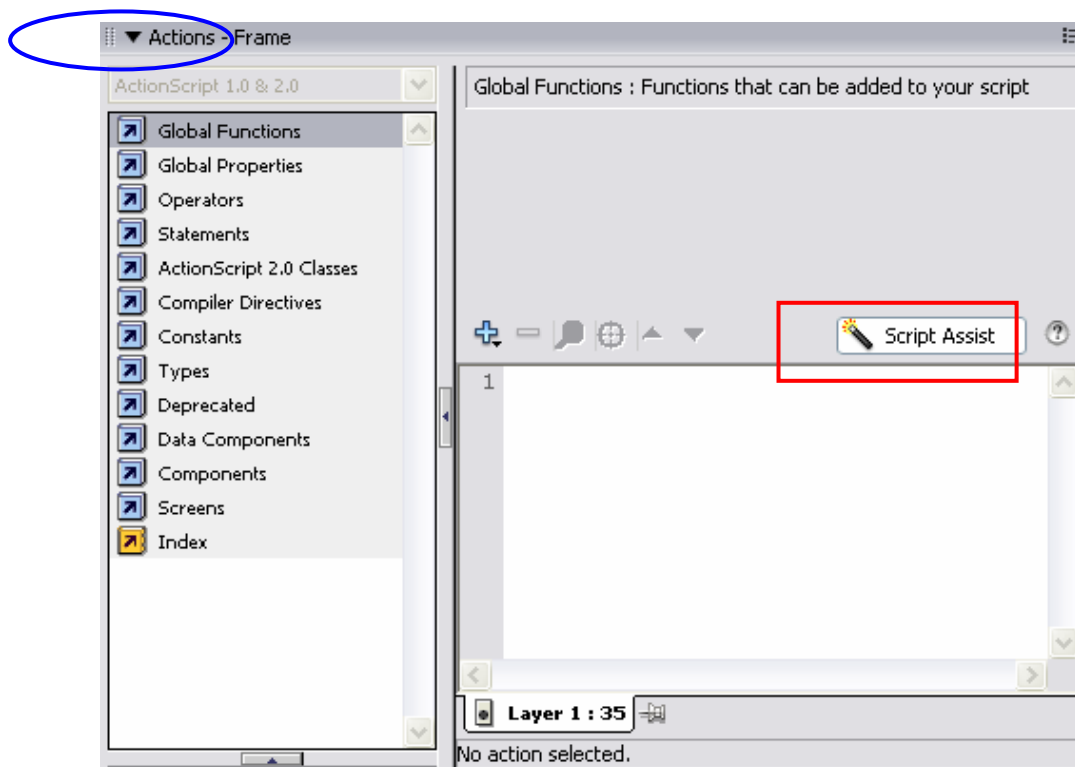 Actions - Frame
ActionScript 1.0 & 2.0
Global Functions
Global Properties
Operators
Statements
ActionScript 2.0 Classes
Compiler Directives
Constants
Types
Deprecated
Data Components
Components
Screens
Index
Global Functions : Functions that can be added to your script
Script Assist
?
1
Layer 1 : 35
No action selected.